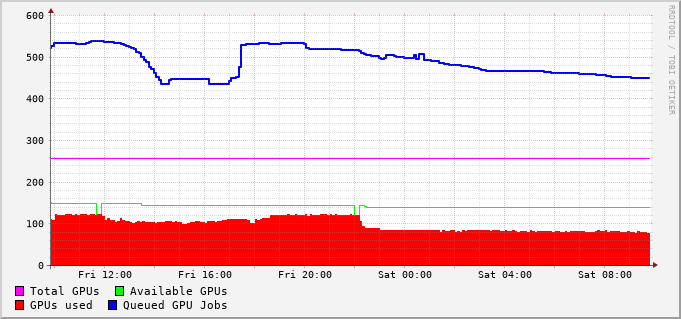 600
500
400
300
200
100
0
Fri 12:00 Fri 16:00 Fri 20:00 Sat 00:00 Sat 04:00 Sat 08:00
Total GPUs Available GPUs
GPUs used Queued GPU Jobs
RRDTOOL / TOBI OETIKER